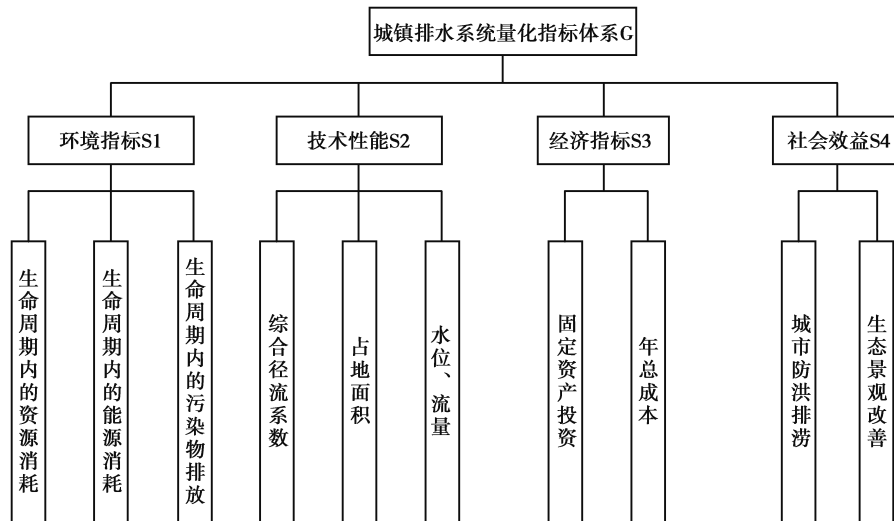 城镇排水系统量化指标体系G
环境指标S1
技术性能S2
经济指标S3
社会效益S4
生命周期内的资源消耗
生命周期内的能源消耗
生命周期内的污染物排放
综合径流系数
占地面积
水位、流量
固定资产投资
年总成本
城市防洪排涝
生态景观改善